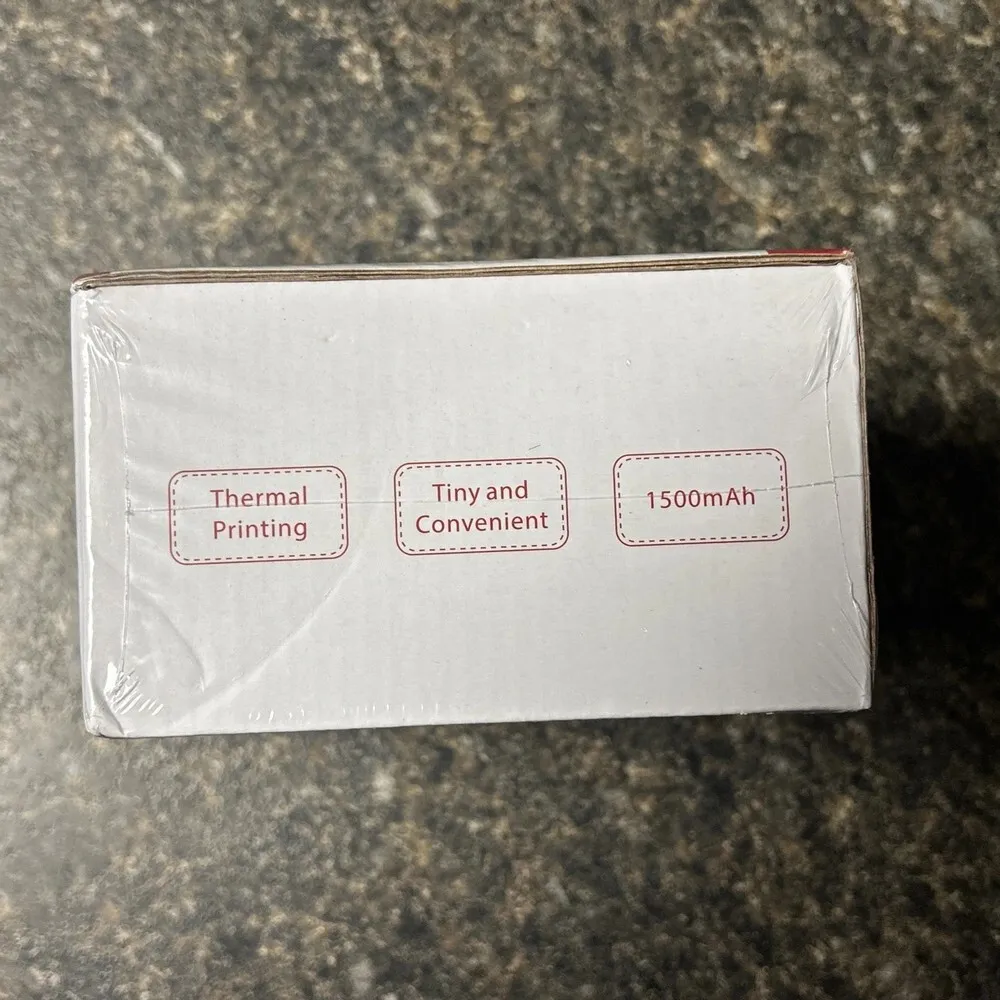 Thermal
Printing
Tiny and
Convenient
1500mAh